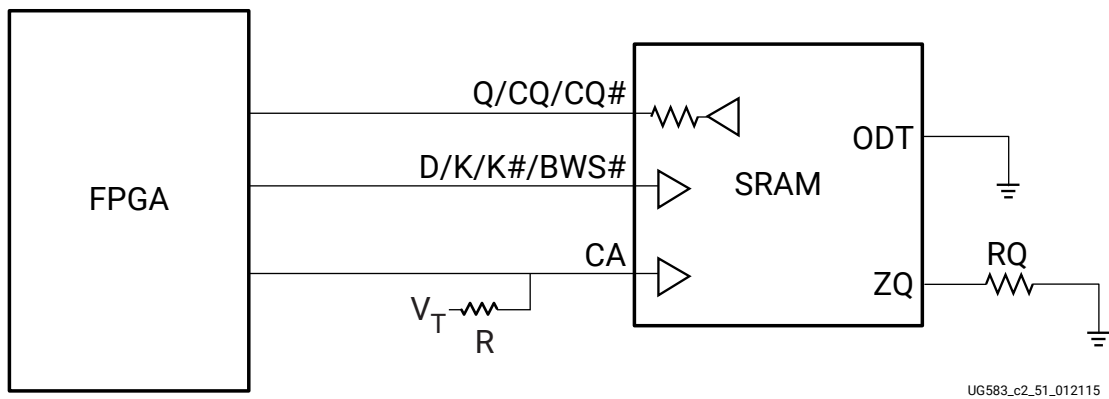 Q/CQ/CQ#
ODT
D/K/K#/BWS#
FPGA
SRAM
CA
RQ
ZQ
VT
R
UG583_c2_51_012115